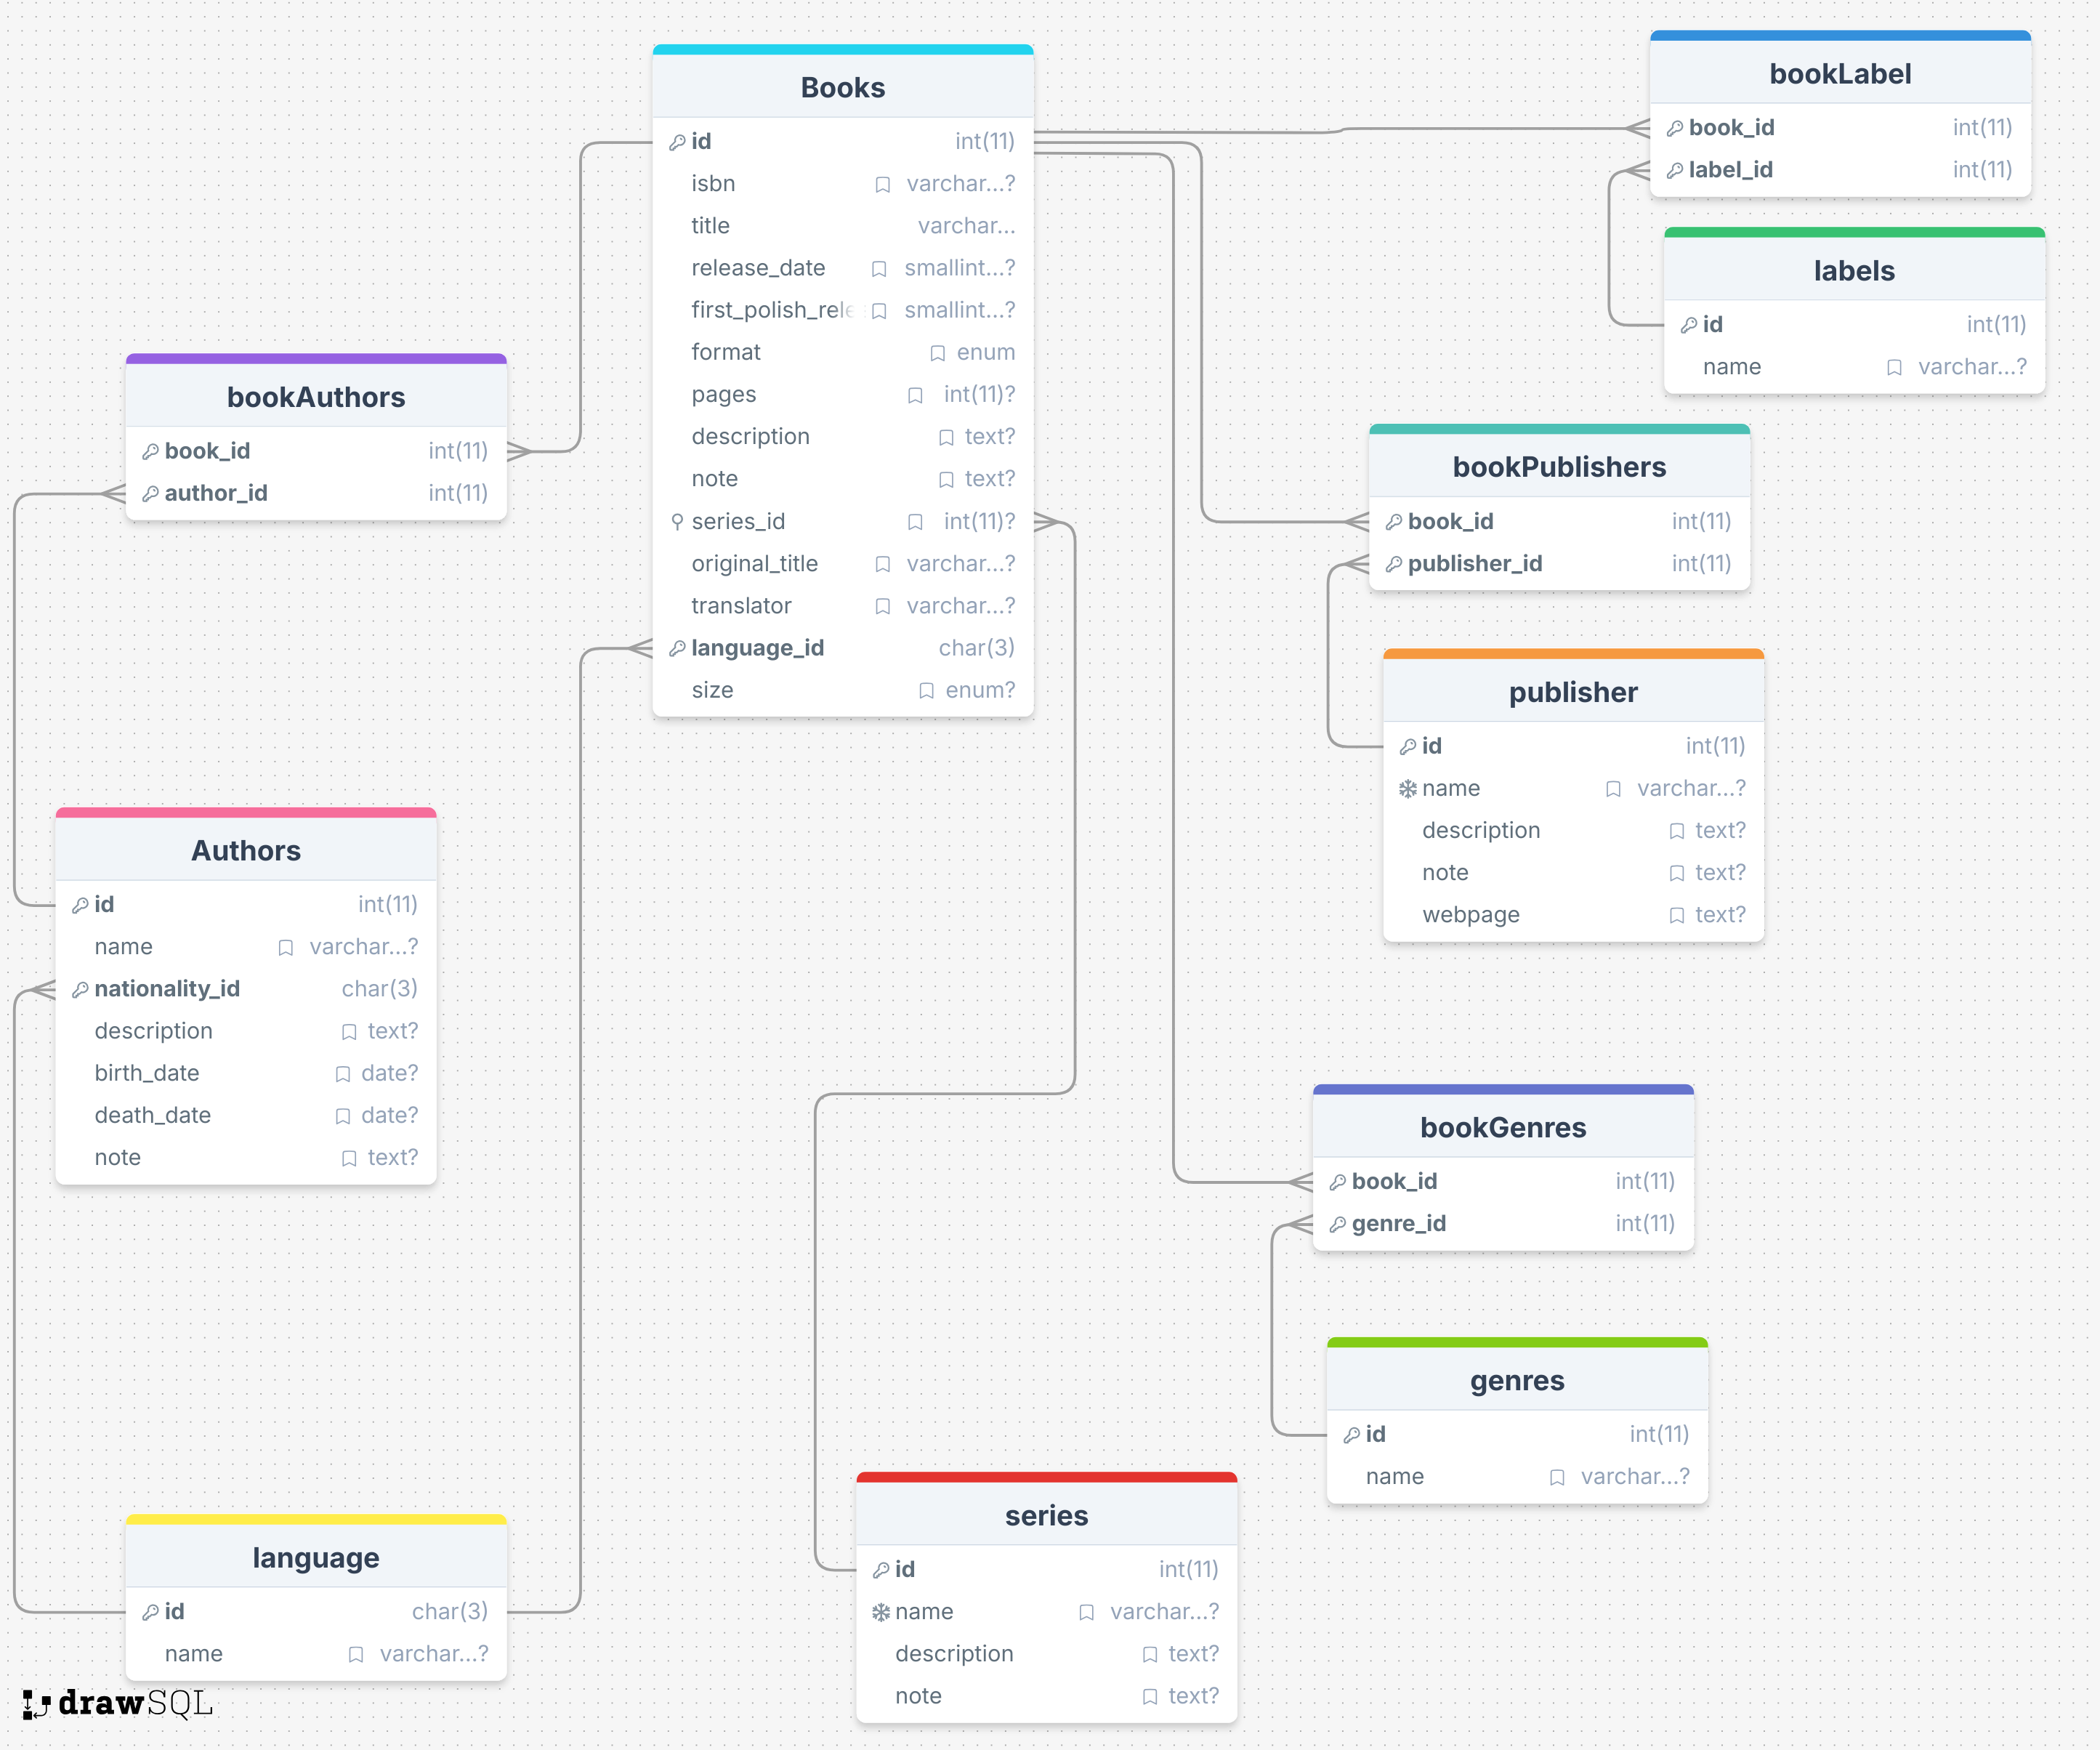 Books
id int(11)
isbn varchar...?
title varchar...
release_date smallint...?
first_polish_rele smallint...?
format enum
pages int(11)?
description text?
note text?
series_id int(11)?
original_title varchar...?
translator varchar...?
language_id char(3)
size enum?
bookLabel
book_id int(11)
label_id int(11)
labels
id int(11)
name varchar...?
bookAuthors
book_id int(11)
author_id int(11)
bookPublishers
book_id int(11)
publisher_id int(11)
publisher
id int(11)
name varchar...?
description text?
note text?
webpage text?
Authors
id int(11)
name varchar...?
nationality_id char(3)
description text?
birth_date date?
death_date date?
note text?
bookGenres
book_id int(11)
genre_id int(11)
genres
id int(11)
name varchar...?
series
id int(11)
name varchar...?
description text?
note text?
language
id char(3)
name varchar...?
drawSQL